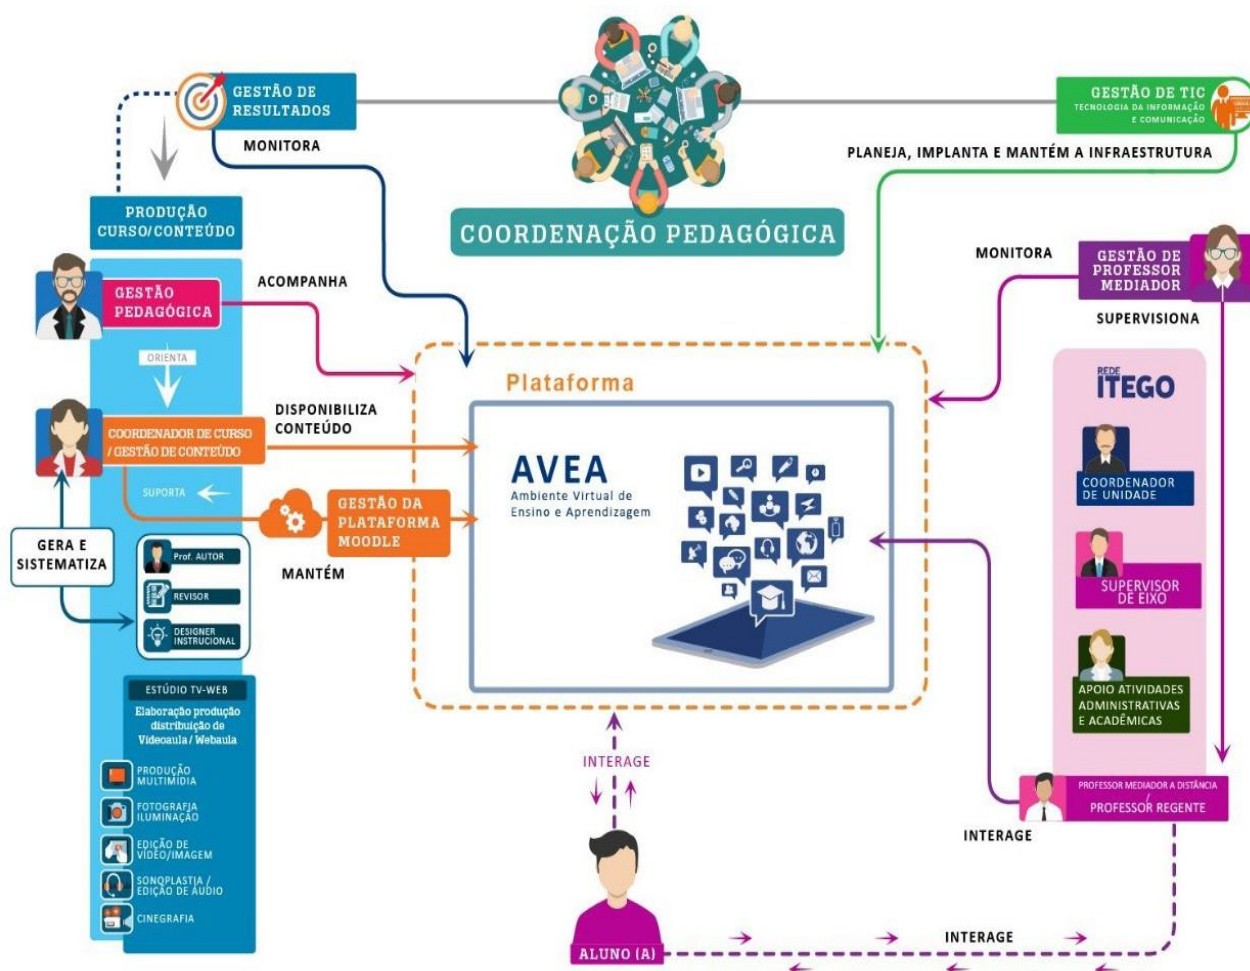 GESTÃO DE
RESULTADOS
GESTÃO DE TIC
TECNOLOGIA DA INFORMAÇÃO
E COMUNICAÇÃO
MONITORA
PLANEJA, IMPLANTA E MANTÉM A INFRAESTRUTURA
PRODUÇÃO
CURSO/CONTEÚDO
COORDENAÇÃO PEDAGÓGICA
MONITORA
GESTÃO DE
PROFESSOR
MEDIADOR
SUPERVISIONA
GESTÃO
PEDAGÓGICA
ACOMPANHA
ORIENTA
COORDENADOR DE CURSO
/ GESTÃO DE CONTEÚDO
DISPONIBILIZA
CONTEÚDO
SUPORTA
GESTÃO DA
PLATAFORMA
MOODLE
MANTÉM
GERA E
SISTEMATIZA
Prof. AUTOR
REVISOR
DESIGNER
INSTRUCIONAL
ESTÚDIO TV-WEB
Elaboração produção
distribuição de
Vídeoaula / Webaula
PRODUÇÃO
MULTIMÍDIA
FOTOGRAFIA
ILUMINAÇÃO
EDIÇÃO DE
VÍDEO/IMAGEM
SONOPLASTIA /
EDIÇÃO DE ÁUDIO
CINEGRAFIA
Plataforma
AVEA
Ambiente Virtual de
Ensino e Aprendizagem
REDE
ITEGO
COORDENADOR
DE UNIDADE
SUPERVISOR
DE EIXO
APOIO ATIVIDADES
ADMINISTRATIVAS
E ACADÊMICAS
PROFESSOR MEDIADOR A DISTÂNCIA
/
PROFESSOR REGENTE
INTERAGE
INTERAGE
ALUNO (A)
INTERAGE